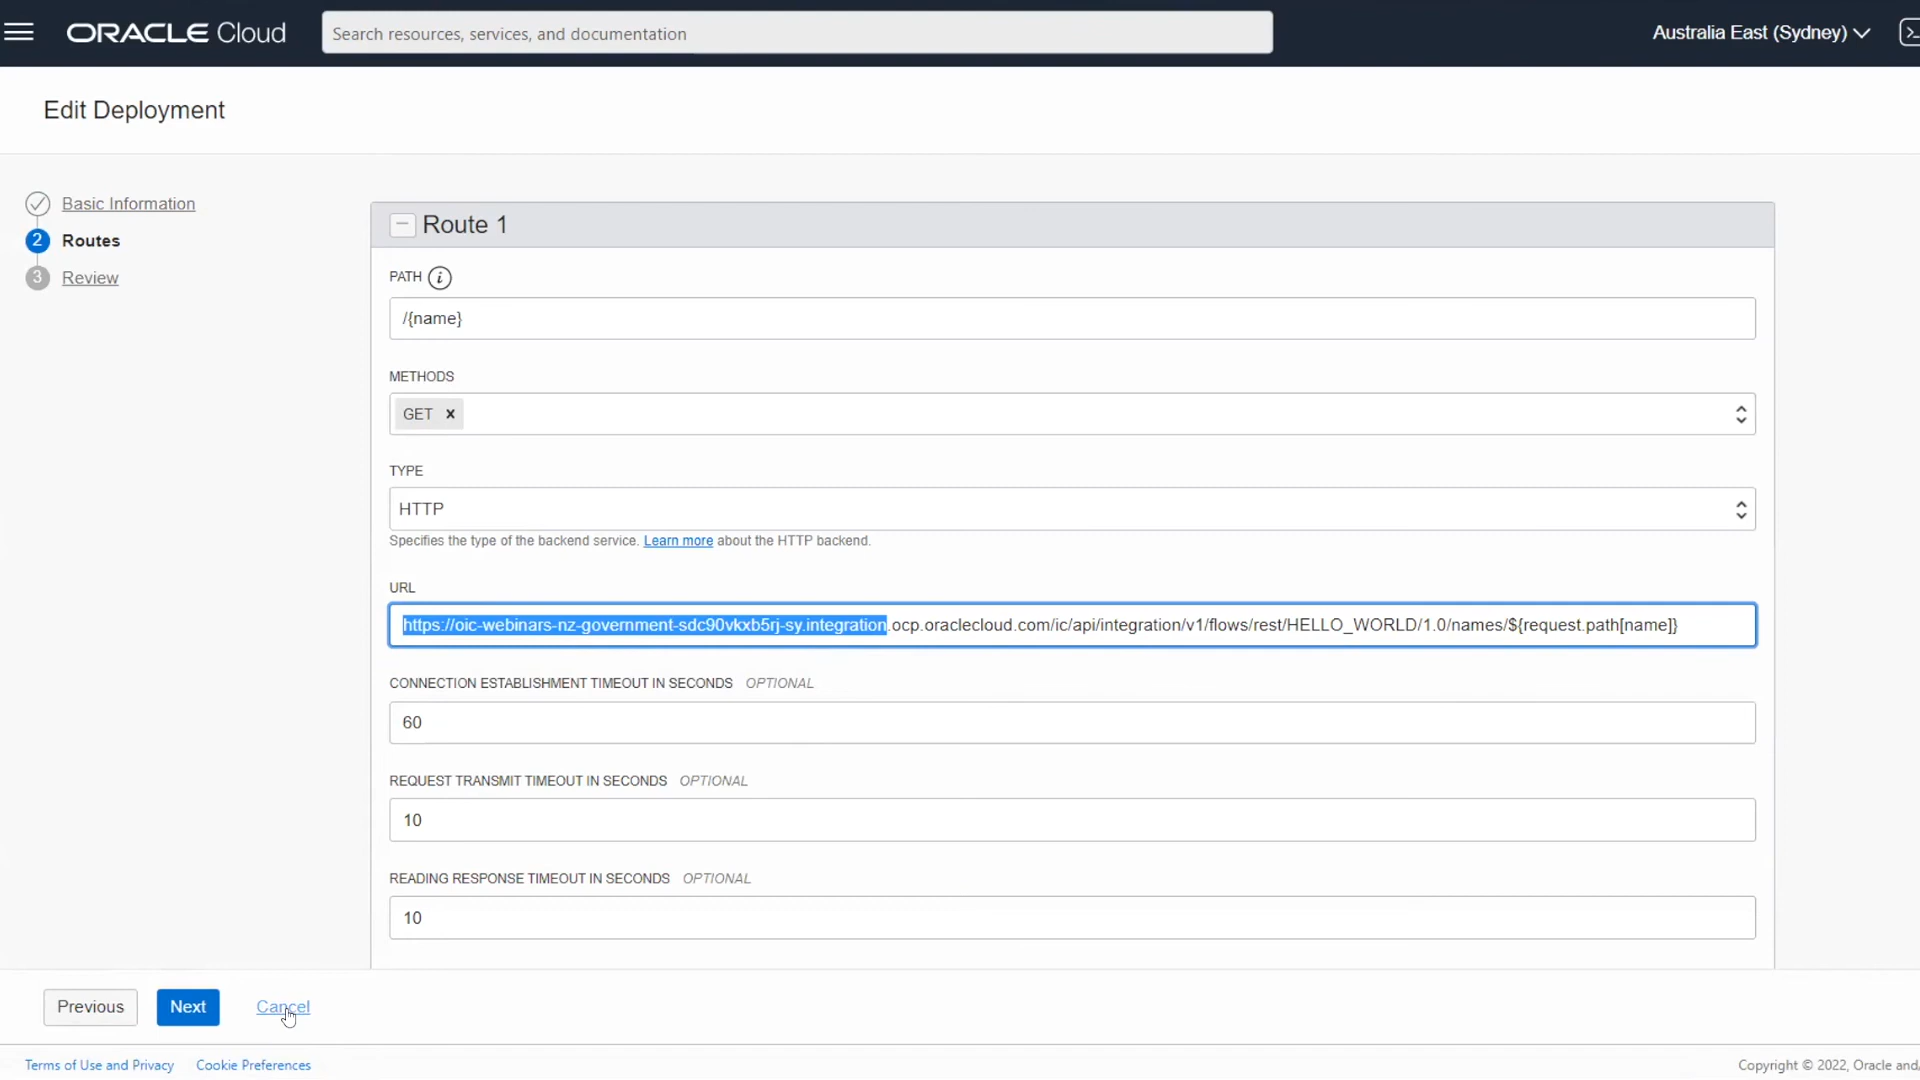 ORACLE Cloud
Search resources, services, and documentation
Australia East (Sydney)
Edit Deployment
Basic Information
2 Routes
3 Review
Route 1
PATH i
/{name}
METHODS
GET ×
TYPE
HTTP
Specifies the type of the backend service. Learn more about the HTTP backend.
URL
https://oic-webinars-nz-government-sdc90vkxb5rj-sy.integration.ocp.oraclecloud.com/ic/api/integration/v1/flows/rest/HELLO_WORLD/1.0/names/${request.path[name]}
CONNECTION ESTABLISHMENT TIMEOUT IN SECONDS OPTIONAL
60
REQUEST TRANSMIT TIMEOUT IN SECONDS OPTIONAL
10
READING RESPONSE TIMEOUT IN SECONDS OPTIONAL
10
Previous
Next
Cancel
Terms of Use and Privacy
Cookie Preferences
Copyright © 2022, Oracle and/